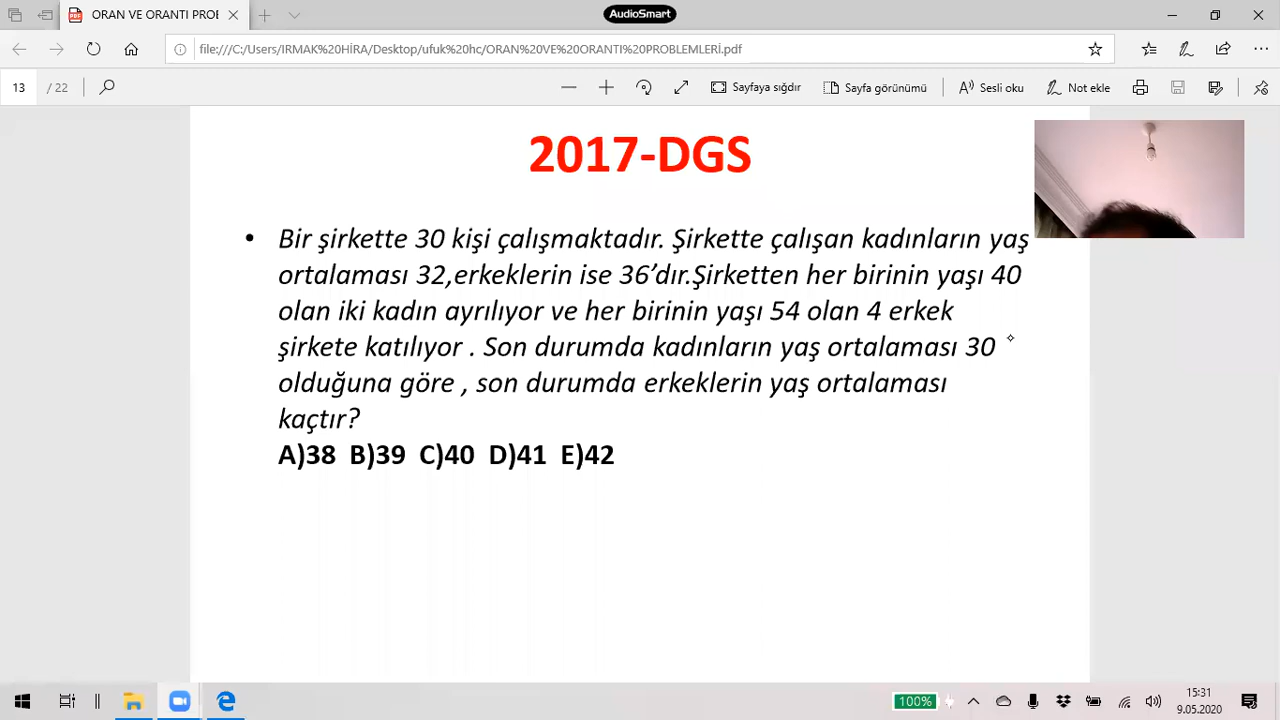 ORAN VE ORANTI PROI
AudioSmart
file:///C:/Users/IRMAK%20HİRA/Desktop/ufuk%20hc/ORAN%20VE%20ORANTI%20PROBLEMLERİ.pdf
13 / 22
Sayfaya sığdır
Sayfa görünümü
Sesli oku
Not ekle
2017-DGS
• Bir şirkette 30 kişi çalışmaktadır. Şirkette çalışan kadınların yaş
ortalaması 32,erkeklerin ise 36’dır.Şirketten her birinin yaşı 40
olan iki kadın ayrılıyor ve her birinin yaşı 54 olan 4 erkek
şirkete katılıyor . Son durumda kadınların yaş ortalaması 30
olduğuna göre , son durumda erkeklerin yaş ortalaması
kaçtır?
A)38 B)39 C)40 D)41 E)42
100%
15:31
9.05.2020